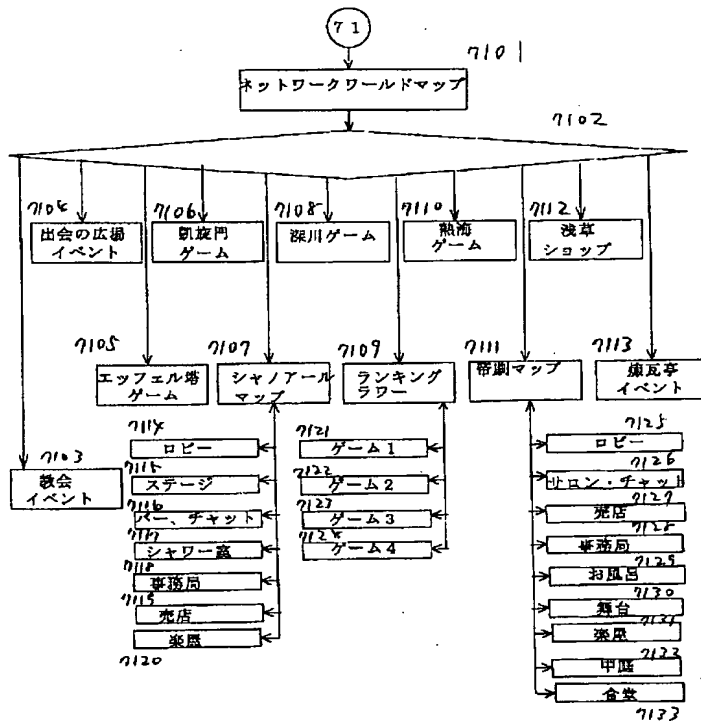 71
7101
ネットワークワールドマップ
7102
7104
出会の広場
イベント
7106
凱旋門
ゲーム
7108
深川ゲーム
7110
熱海
ゲーム
7112
浅草
ショップ
7105
エッフェル塔
ゲーム
7107
シャノアール
マップ
7109
ランキング
ラワー
7111
帝劇マップ
7113
煉瓦亭
イベント
7103
教会
イベント
7114
ロビー
7115
ステージ
7116
バー、チャット
7117
シャワー室
7118
事務局
7119
売店
楽屋
7120
7121
ゲーム1
7122
ゲーム2
7123
ゲーム3
7124
ゲーム4
7125
ロビー
7126
サロン・チャット
7127
売店
7128
事務局
7129
お風呂
7130
舞台
7131
楽屋
中庭
7133
食堂
7133